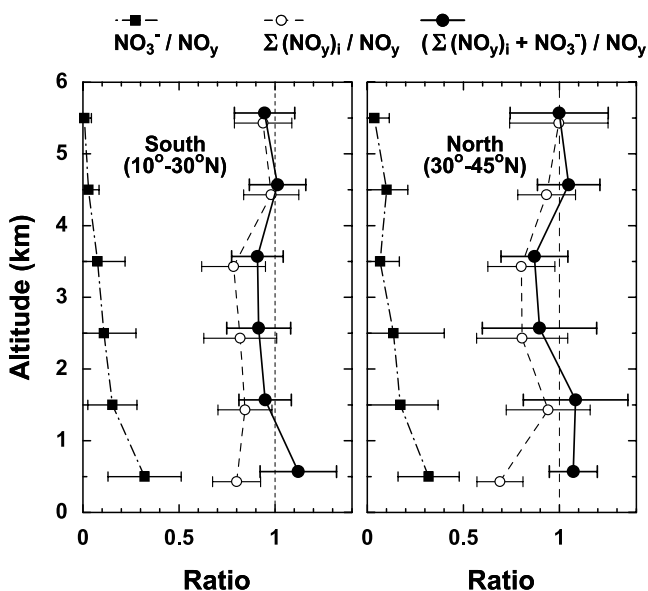 NO₃⁻ / NOy Σ(NOy)i / NOy (Σ(NOy)i + NO₃⁻) / NOy
6
5
4
3
2
1
0
Altitude (km)
South
(10°-30°N)
North
(30°-45°N)
0 0.5 1 0 0.5 1
Ratio Ratio